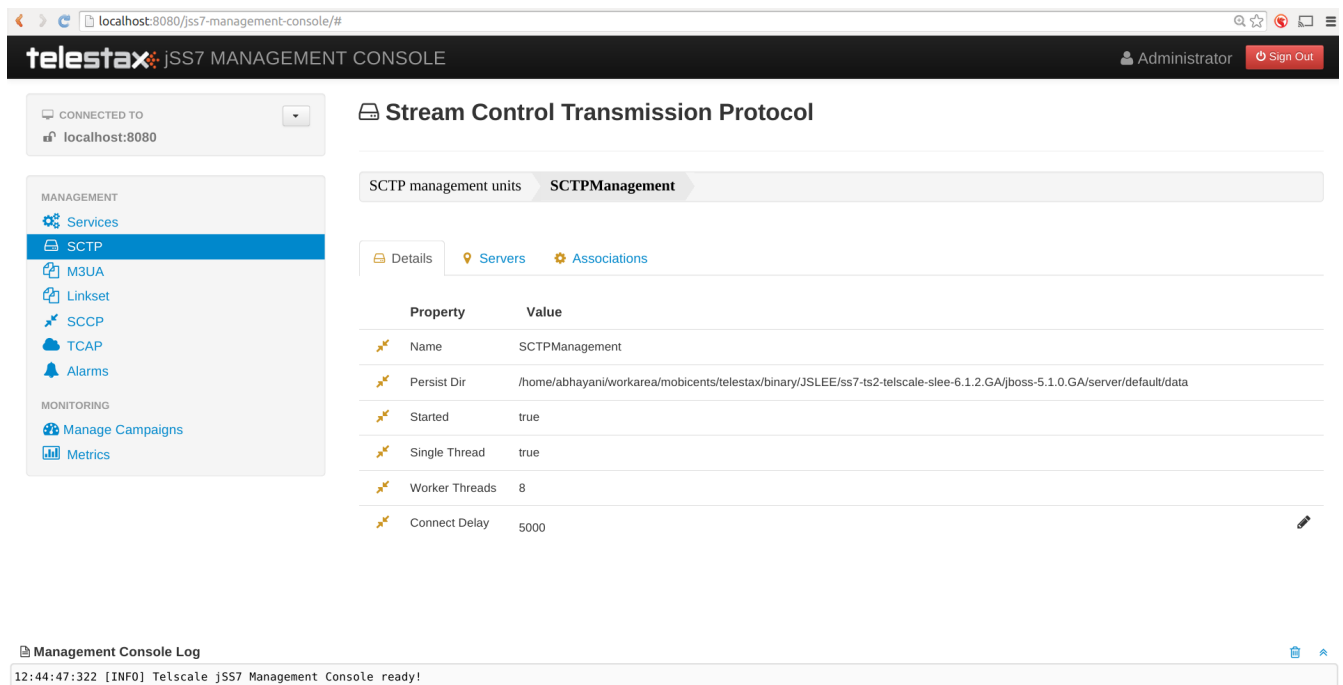 localhost:8080/jss7-management-console/#
telestax jSS7 MANAGEMENT CONSOLE
Administrator
Sign Out
CONNECTED TO
localhost:8080
MANAGEMENT
Services
SCTP
M3UA
Linkset
SCCP
TCAP
Alarms
MONITORING
Manage Campaigns
Metrics
Stream Control Transmission Protocol
SCTP management units SCTPManagement
Details Servers Associations
Property Value
Name SCTPManagement
Persist Dir /home/abhayani/workarea/mobicents/telestax/binary/JSLEE/ss7-ts2-telscale-slee-6.1.2.GA/jboss-5.1.0.GA/server/default/data
Started true
Single Thread true
Worker Threads 8
Connect Delay 5000
Management Console Log
12:44:47:322 [INFO] Telscale jSS7 Management Console ready!